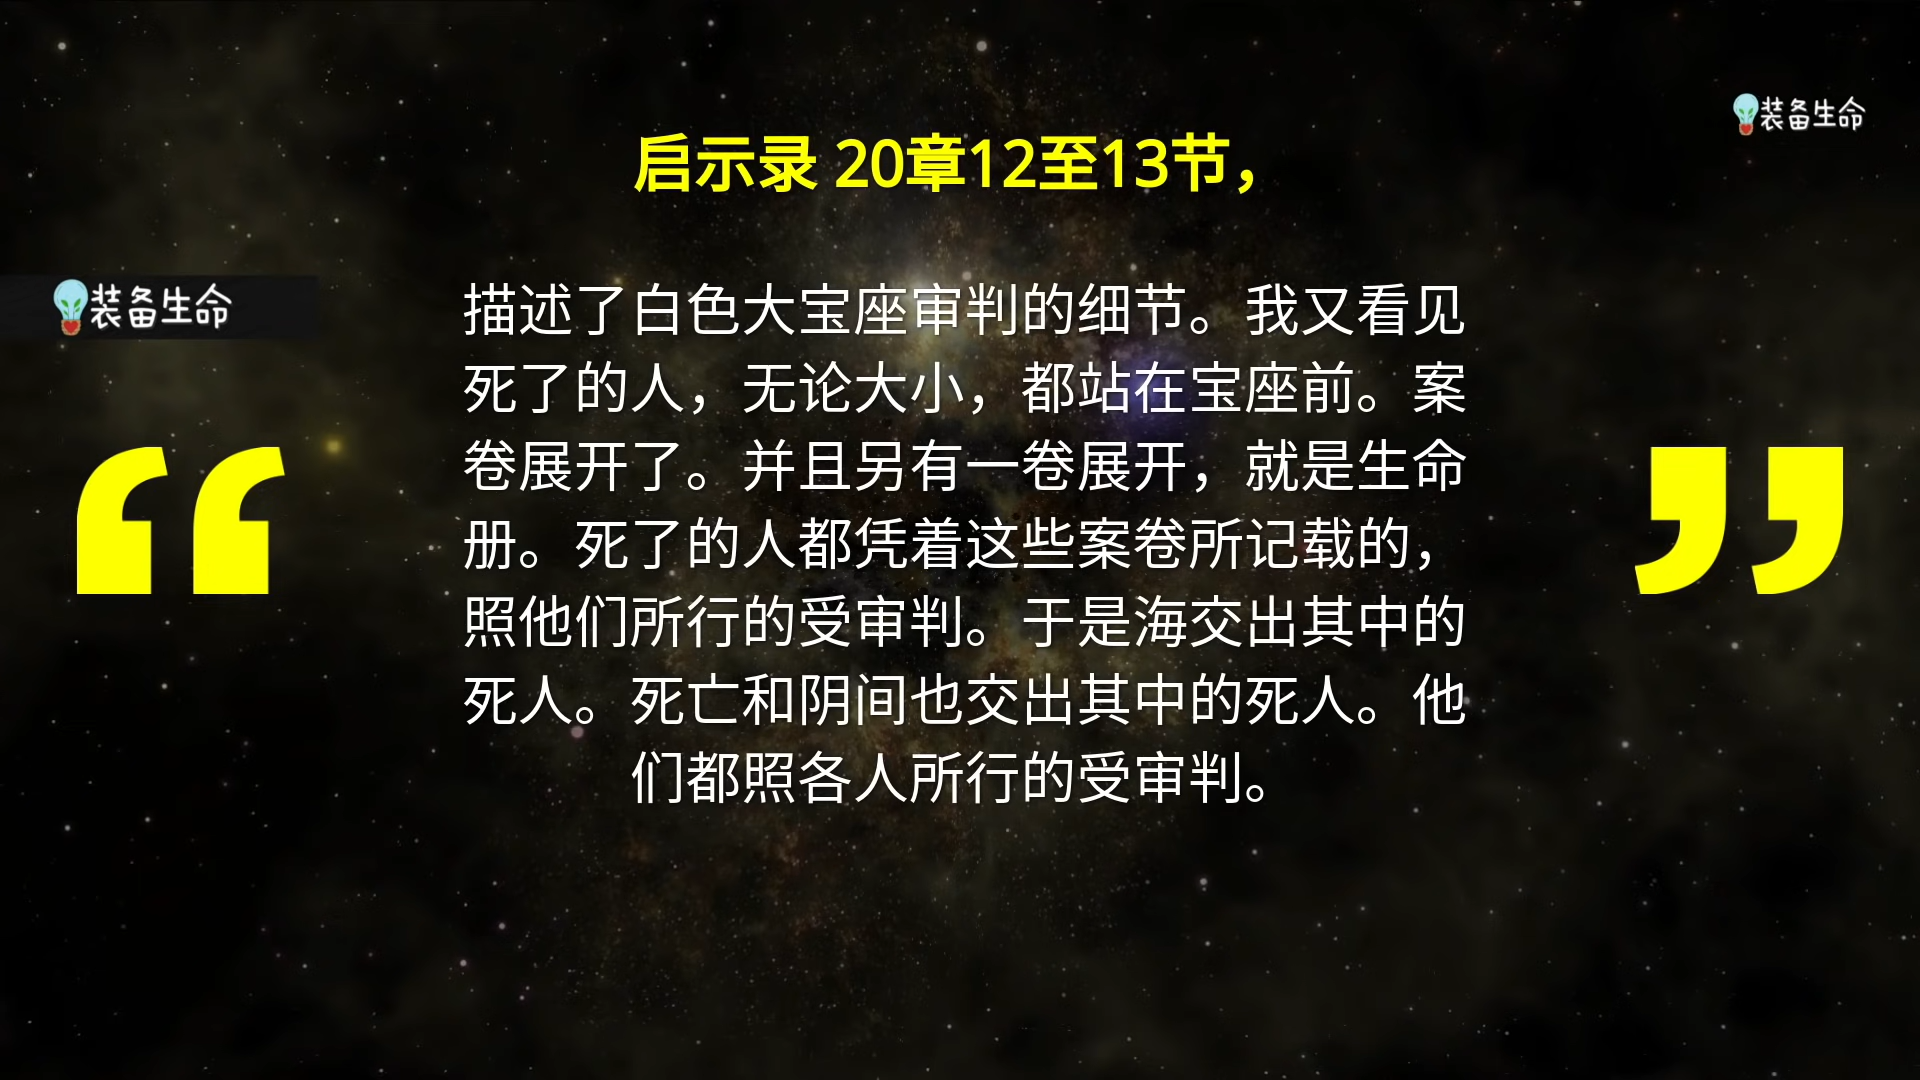 装备生命
启示录 20章12至13节，
装备生命
描述了白色大宝座审判的细节。我又看见
死了的人，无论大小，都站在宝座前。案
卷展开了。并且另有一卷展开，就是生命
册。死了的人都凭着这些案卷所记载的，
照他们所行的受审判。于是海交出其中的
死人。死亡和阴间也交出其中的死人。他
们都照各人所行的受审判。
“ ”